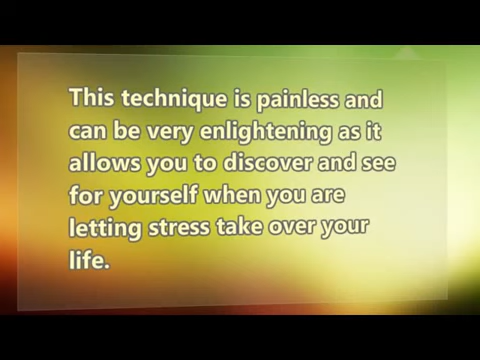 This technique is painless and
can be very enlightening as it
allows you to discover and see
for yourself when you are
letting stress take over your
life.